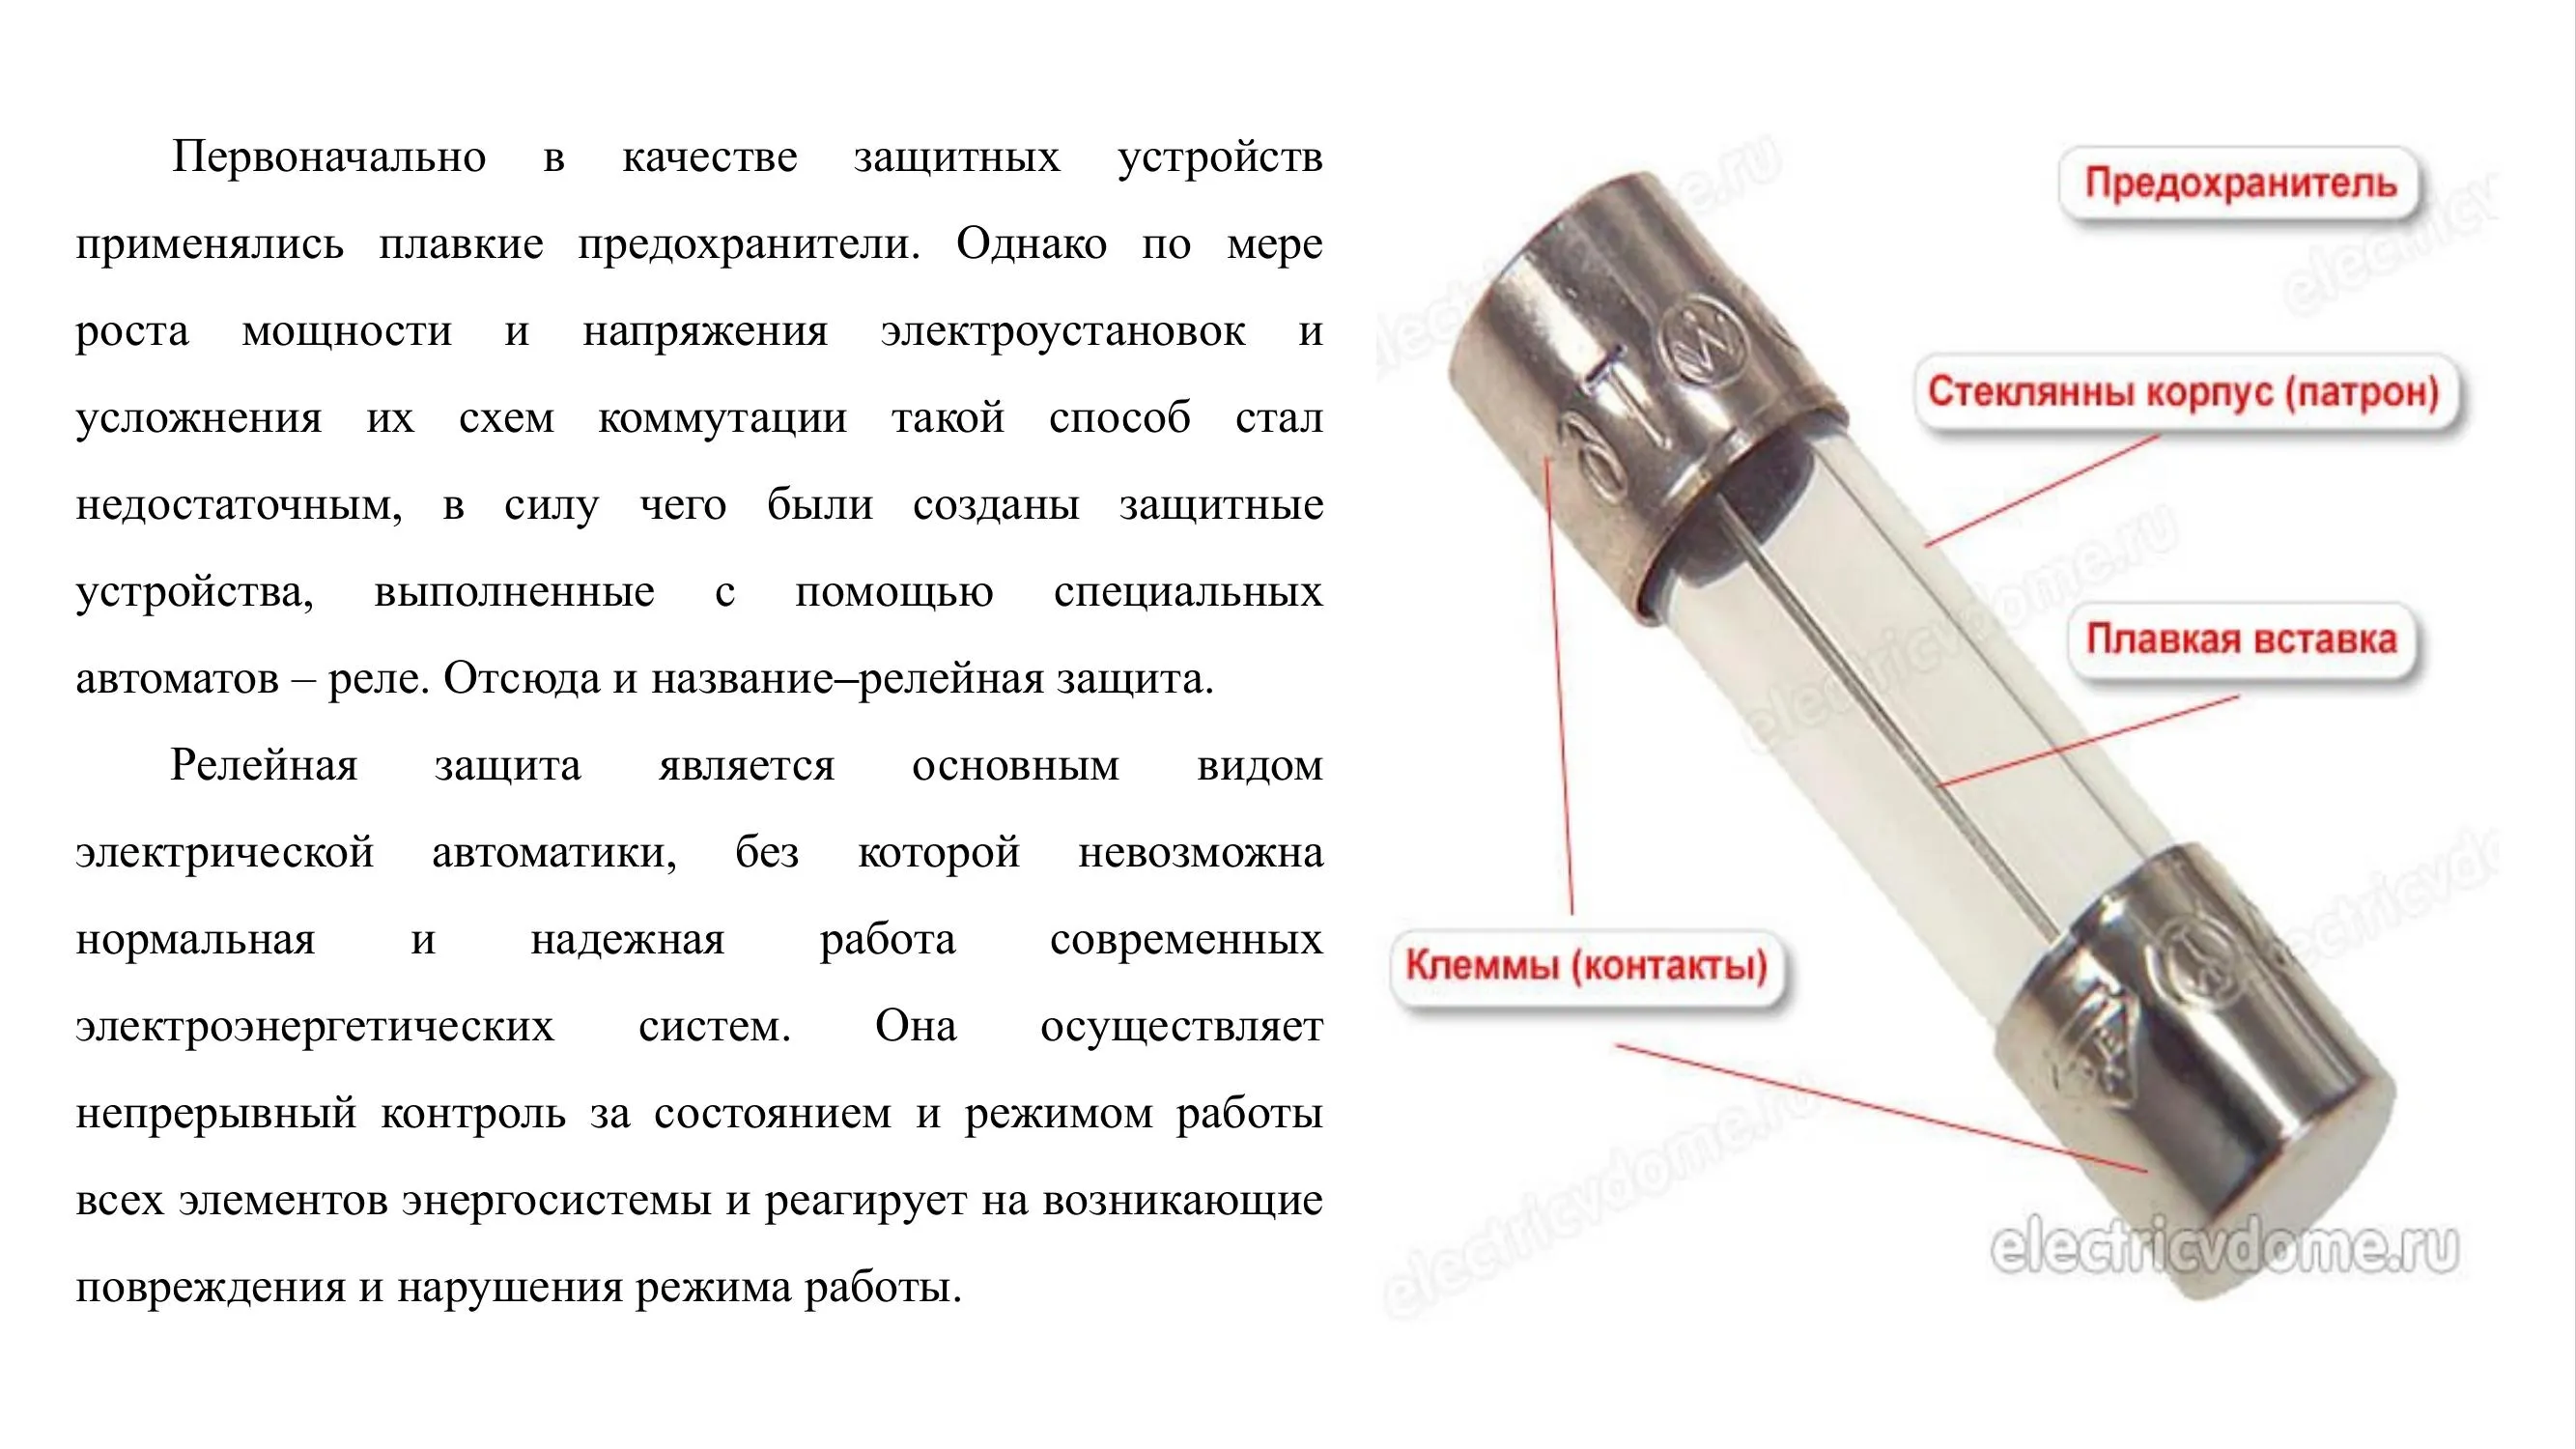 Первоначально в качестве защитных устройств
применялись плавкие предохранители. Однако по мере
роста мощности и напряжения электроустановок и
усложнения их схем коммутации такой способ стал
недостаточным, в силу чего были созданы защитные
устройства, выполненные с помощью специальных
автоматов – реле. Отсюда и название–релейная защита.
Релейная защита является основным видом
электрической автоматики, без которой невозможна
нормальная и надежная работа современных
электроэнергетических систем. Она осуществляет
непрерывный контроль за состоянием и режимом работы
всех элементов энергосистемы и реагирует на возникающие
повреждения и нарушения режима работы.
Предохранитель
Стеклянны корпус (патрон)
Плавкая вставка
Клеммы (контакты)
electricvdome.ru